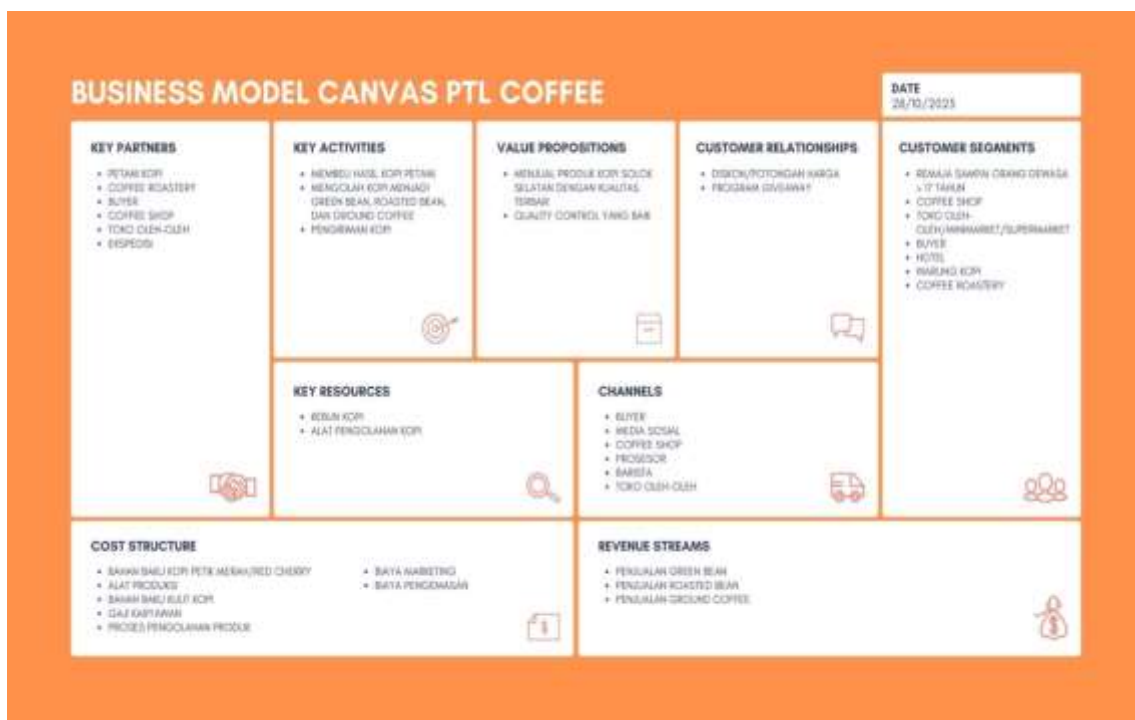 BUSINESS MODEL CANVAS PTL COFFEE
DATE
28/10/2023
KEY PARTNERS
• PETANI KOPI
• COFFEE ROASTERY
• BUYER
• COFFEE SHOP
• TOKO OLEH-OLEH
• EKSPEDISI
KEY ACTIVITIES
• MEMBELI HASIL KOPI PETANI
• MENGOLAH KOPI MENJADI
GREEN BEAN, ROASTED BEAN,
DAN GROUND COFFEE
• PENGIRIMAN KOPI
VALUE PROPOSITIONS
• MENJUAL PRODUK KOPI SOLOK
SELATAN DENGAN KUALITAS
TERBAIK
• QUALITY CONTROL YANG BAIK
CUSTOMER RELATIONSHIPS
• DISKON/POTONGAN HARGA
• PROGRAM GIVEAWAY
CUSTOMER SEGMENTS
• REMAJA SAMPAI ORANG DEWASA
17 TAHUN
• COFFEE SHOP
• TOKO OLEH-
OLEH/MINIMARKET/SUPERMARKET
• BUYER
• HOTEL
• WARUNG KOPI
• COFFEE ROASTERY
KEY RESOURCES
• KEBUN KOPI
• ALAT PENGOLAHAN KOPI
CHANNELS
• BUYER
• MEDIA SOSIAL
• COFFEE SHOP
• PROSESOR
• BARISTA
• TOKO OLEH-OLEH
COST STRUCTURE
• BAHAN BAKU KOPI PETIK MERAH/RED CHERRY
• ALAT PRODUKSI
• BAHAN BAKU KULIT KOPI
• GAJI KARYAWAN
• PROSES PENGOLAHAN PRODUK
• BIAYA MARKETING
• BIAYA PENGEMASAN
REVENUE STREAMS
• PENJUALAN GREEN BEAN
• PENJUALAN ROASTED BEAN
• PENJUALAN GROUND COFFEE